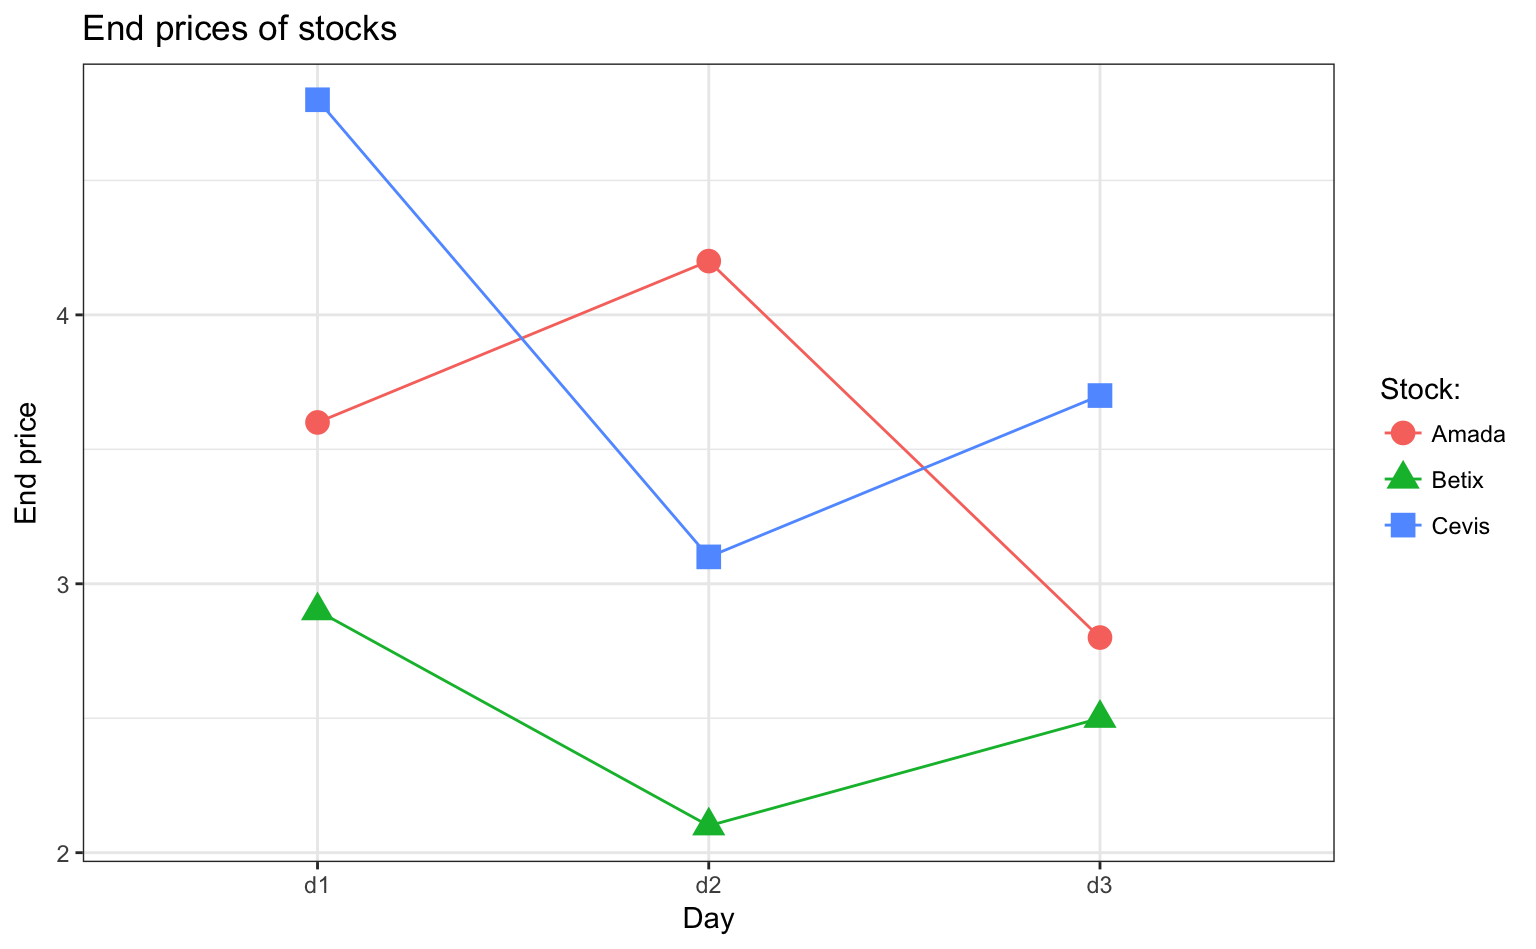 End prices of stocks
End price
4
3
2
d1 d2 d3
Day
Stock:
Amada
Betix
Cevis